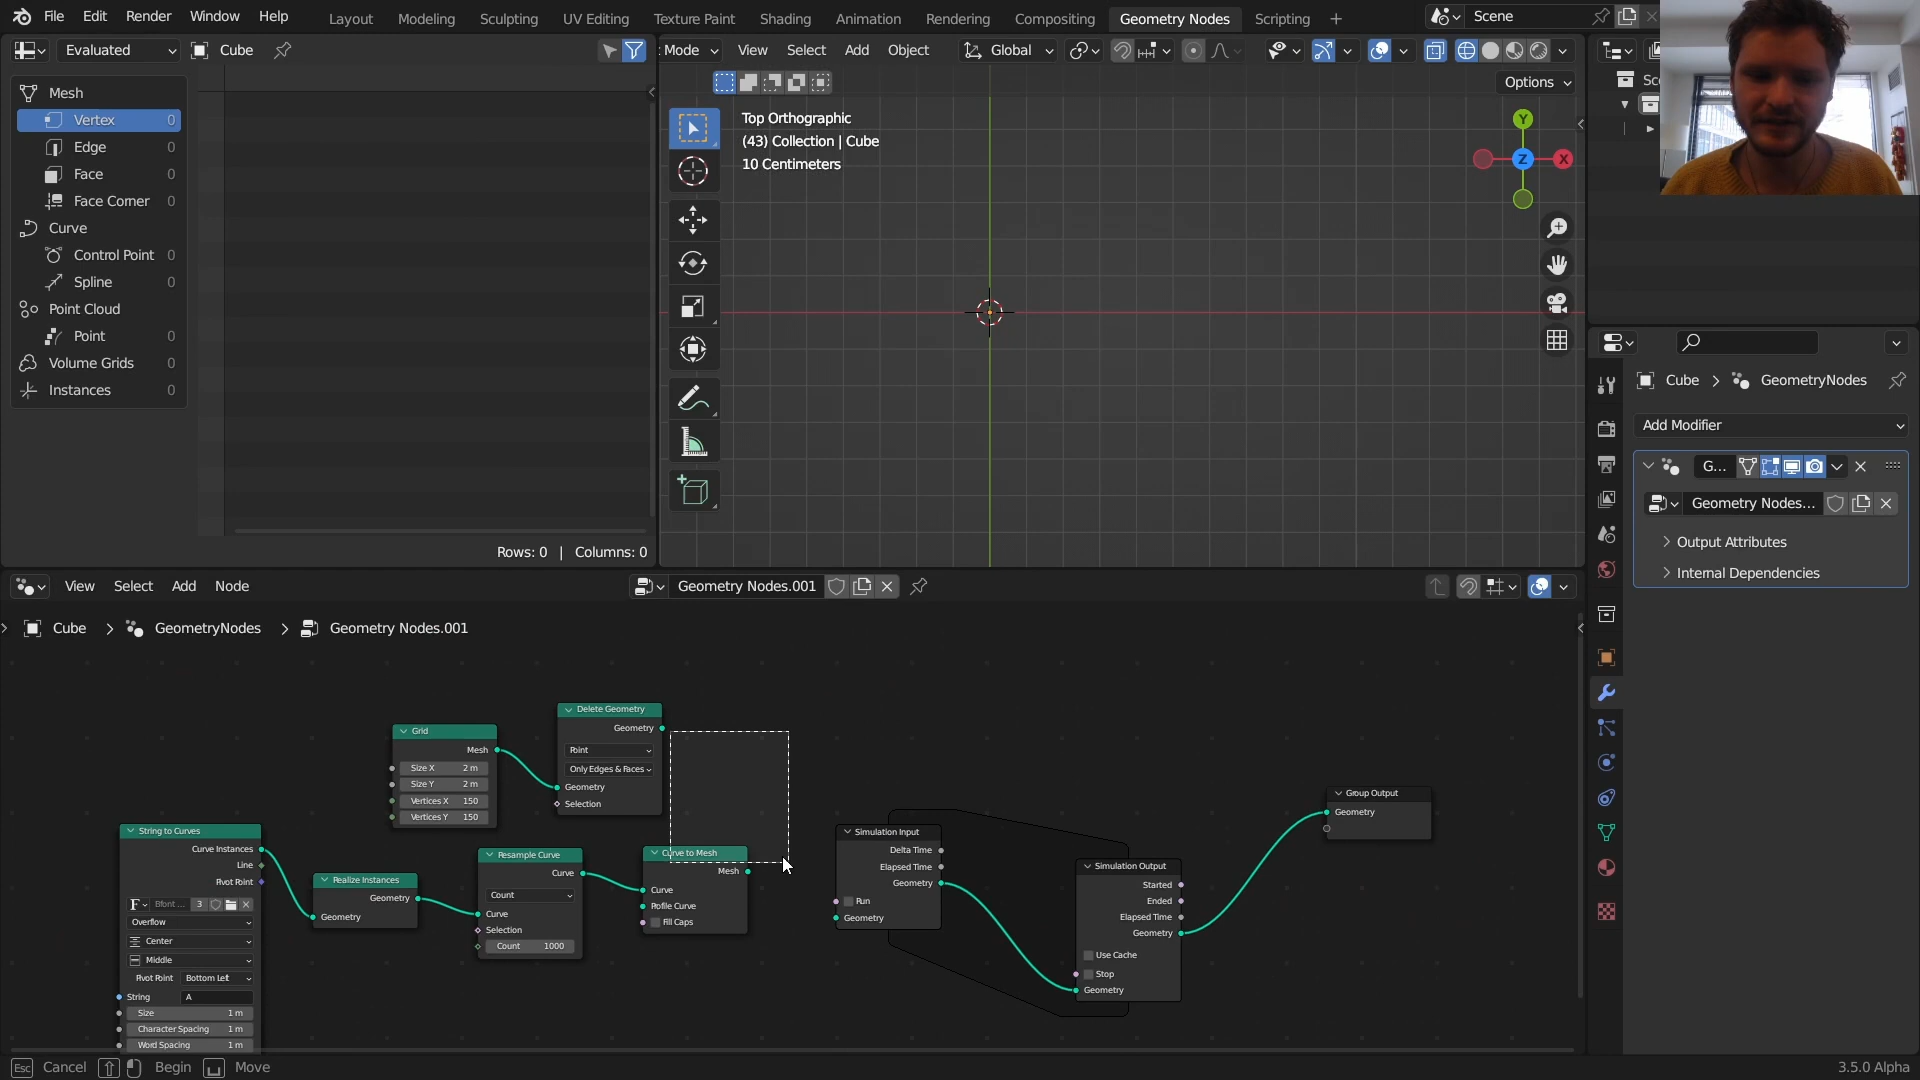 File Edit Render Window Help Layout Modeling Sculpting UV Editing Texture Paint Shading Animation Rendering Compositing Geometry Nodes Scripting + Scene
Evaluated Cube
Mode View Select Add Object Global
Options
Mesh
Vertex 0
Edge 0
Face 0
Face Corner 0
Curve
Control Point 0
Spline 0
Point Cloud
Point 0
Volume Grids 0
Instances 0
Rows: 0 | Columns: 0
Top Orthographic
(43) Collection | Cube
10 Centimeters
Y
Z
X
Cube > GeometryNodes
Add Modifier
G...
Geometry Nodes...
Output Attributes
Internal Dependencies
View Select Add Node
Geometry Nodes.001
Cube > GeometryNodes > Geometry Nodes.001
Grid
Mesh
Size X 2 m
Size Y 2 m
Vertices X 150
Vertices Y 150
Delete Geometry
Geometry
Point
Only Edges & Faces
Geometry
Selection
String to Curves
Curve Instances
Line
Pivot Point
Bfont ... 3
Overflow
Center
Middle
Pivot Point Bottom Left
String A
Size 1 m
Character Spacing 1 m
Word Spacing 1 m
Realize Instances
Geometry
Geometry
Resample Curve
Curve
Count
Curve
Selection
Count 1000
Curve to Mesh
Mesh
Curve
Profile Curve
Fill Caps
Simulation Input
Delta Time
Elapsed Time
Geometry
Run
Geometry
Simulation Output
Started
Ended
Elapsed Time
Geometry
Use Cache
Stop
Geometry
Group Output
Geometry
Esc Cancel Begin Move
3.5.0 Alpha